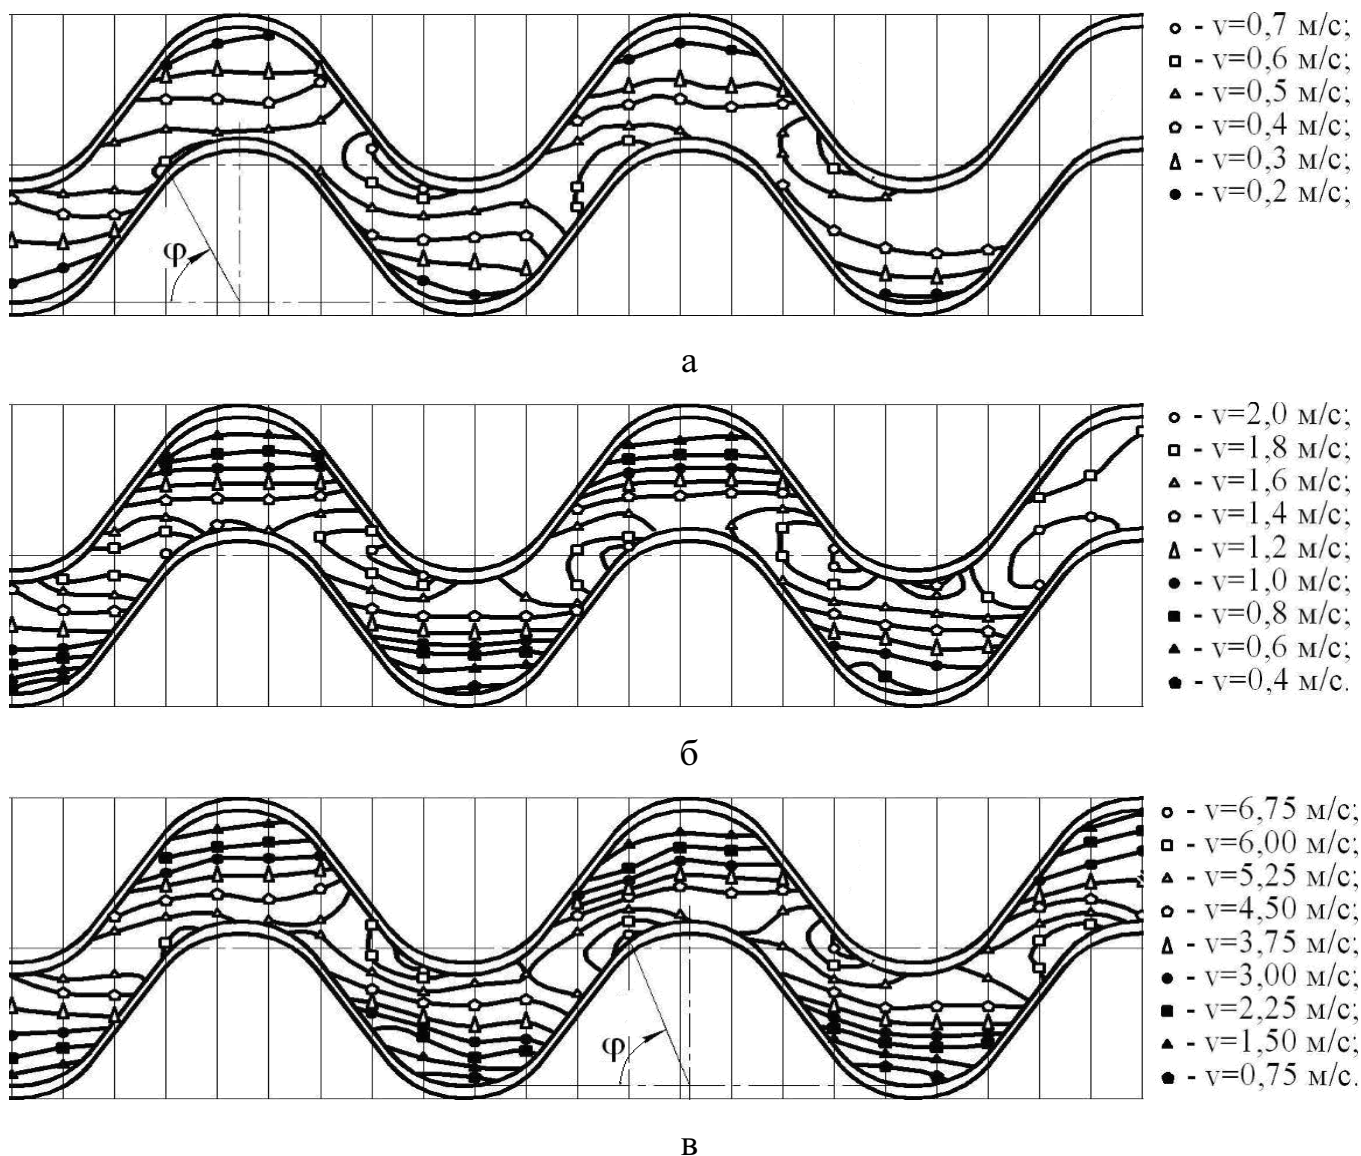 - v=0,7 м/с;
- v=0,6 м/с;
- v=0,5 м/с;
- v=0,4 м/с;
- v=0,3 м/с;
- v=0,2 м/с;
φ
а
- v=2,0 м/с;
- v=1,8 м/с;
- v=1,6 м/с;
- v=1,4 м/с;
- v=1,2 м/с;
- v=1,0 м/с;
- v=0,8 м/с;
- v=0,6 м/с;
- v=0,4 м/с.
б
- v=6,75 м/с;
- v=6,00 м/с;
- v=5,25 м/с;
- v=4,50 м/с;
- v=3,75 м/с;
- v=3,00 м/с;
- v=2,25 м/с;
- v=1,50 м/с;
- v=0,75 м/с.
φ
в